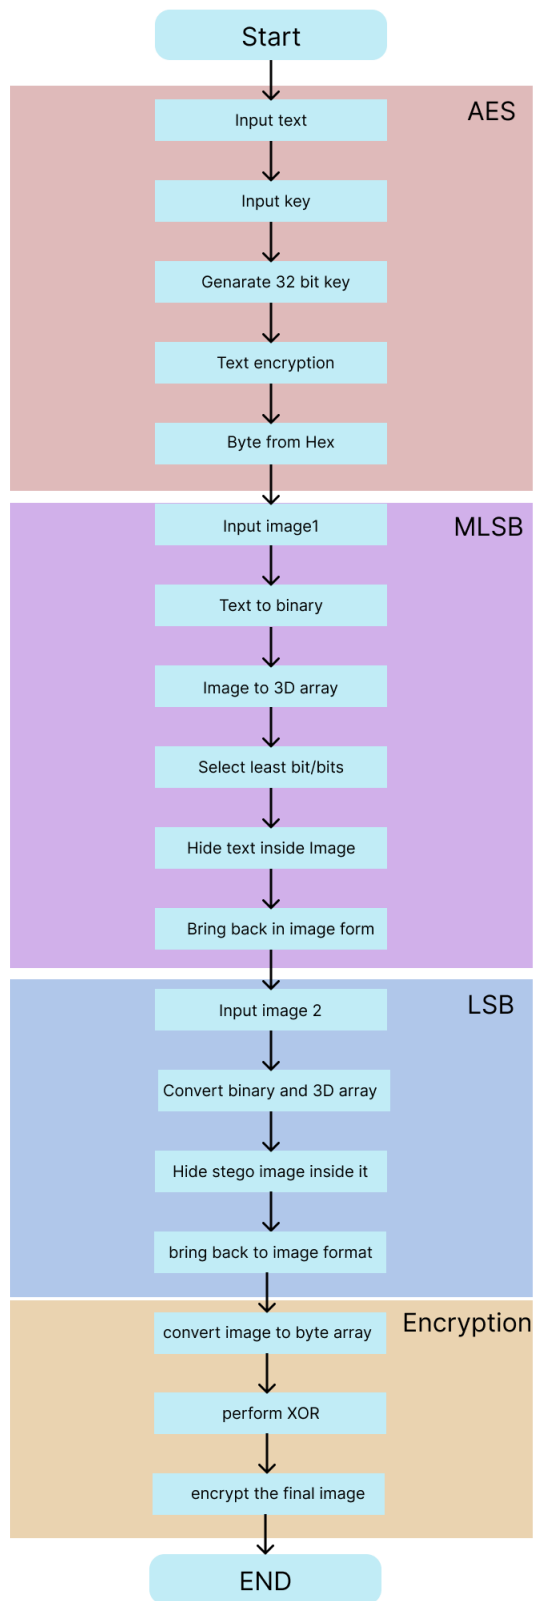 Start
AES
Input text
Input key
Genarate 32 bit key
Text encryption
Byte from Hex
MLSB
Input image1
Text to binary
Image to 3D array
Select least bit/bits
Hide text inside Image
Bring back in image form
LSB
Input image 2
Convert binary and 3D array
Hide stego image inside it
bring back to image format
Encryption
convert image to byte array
perform XOR
encrypt the final image
END